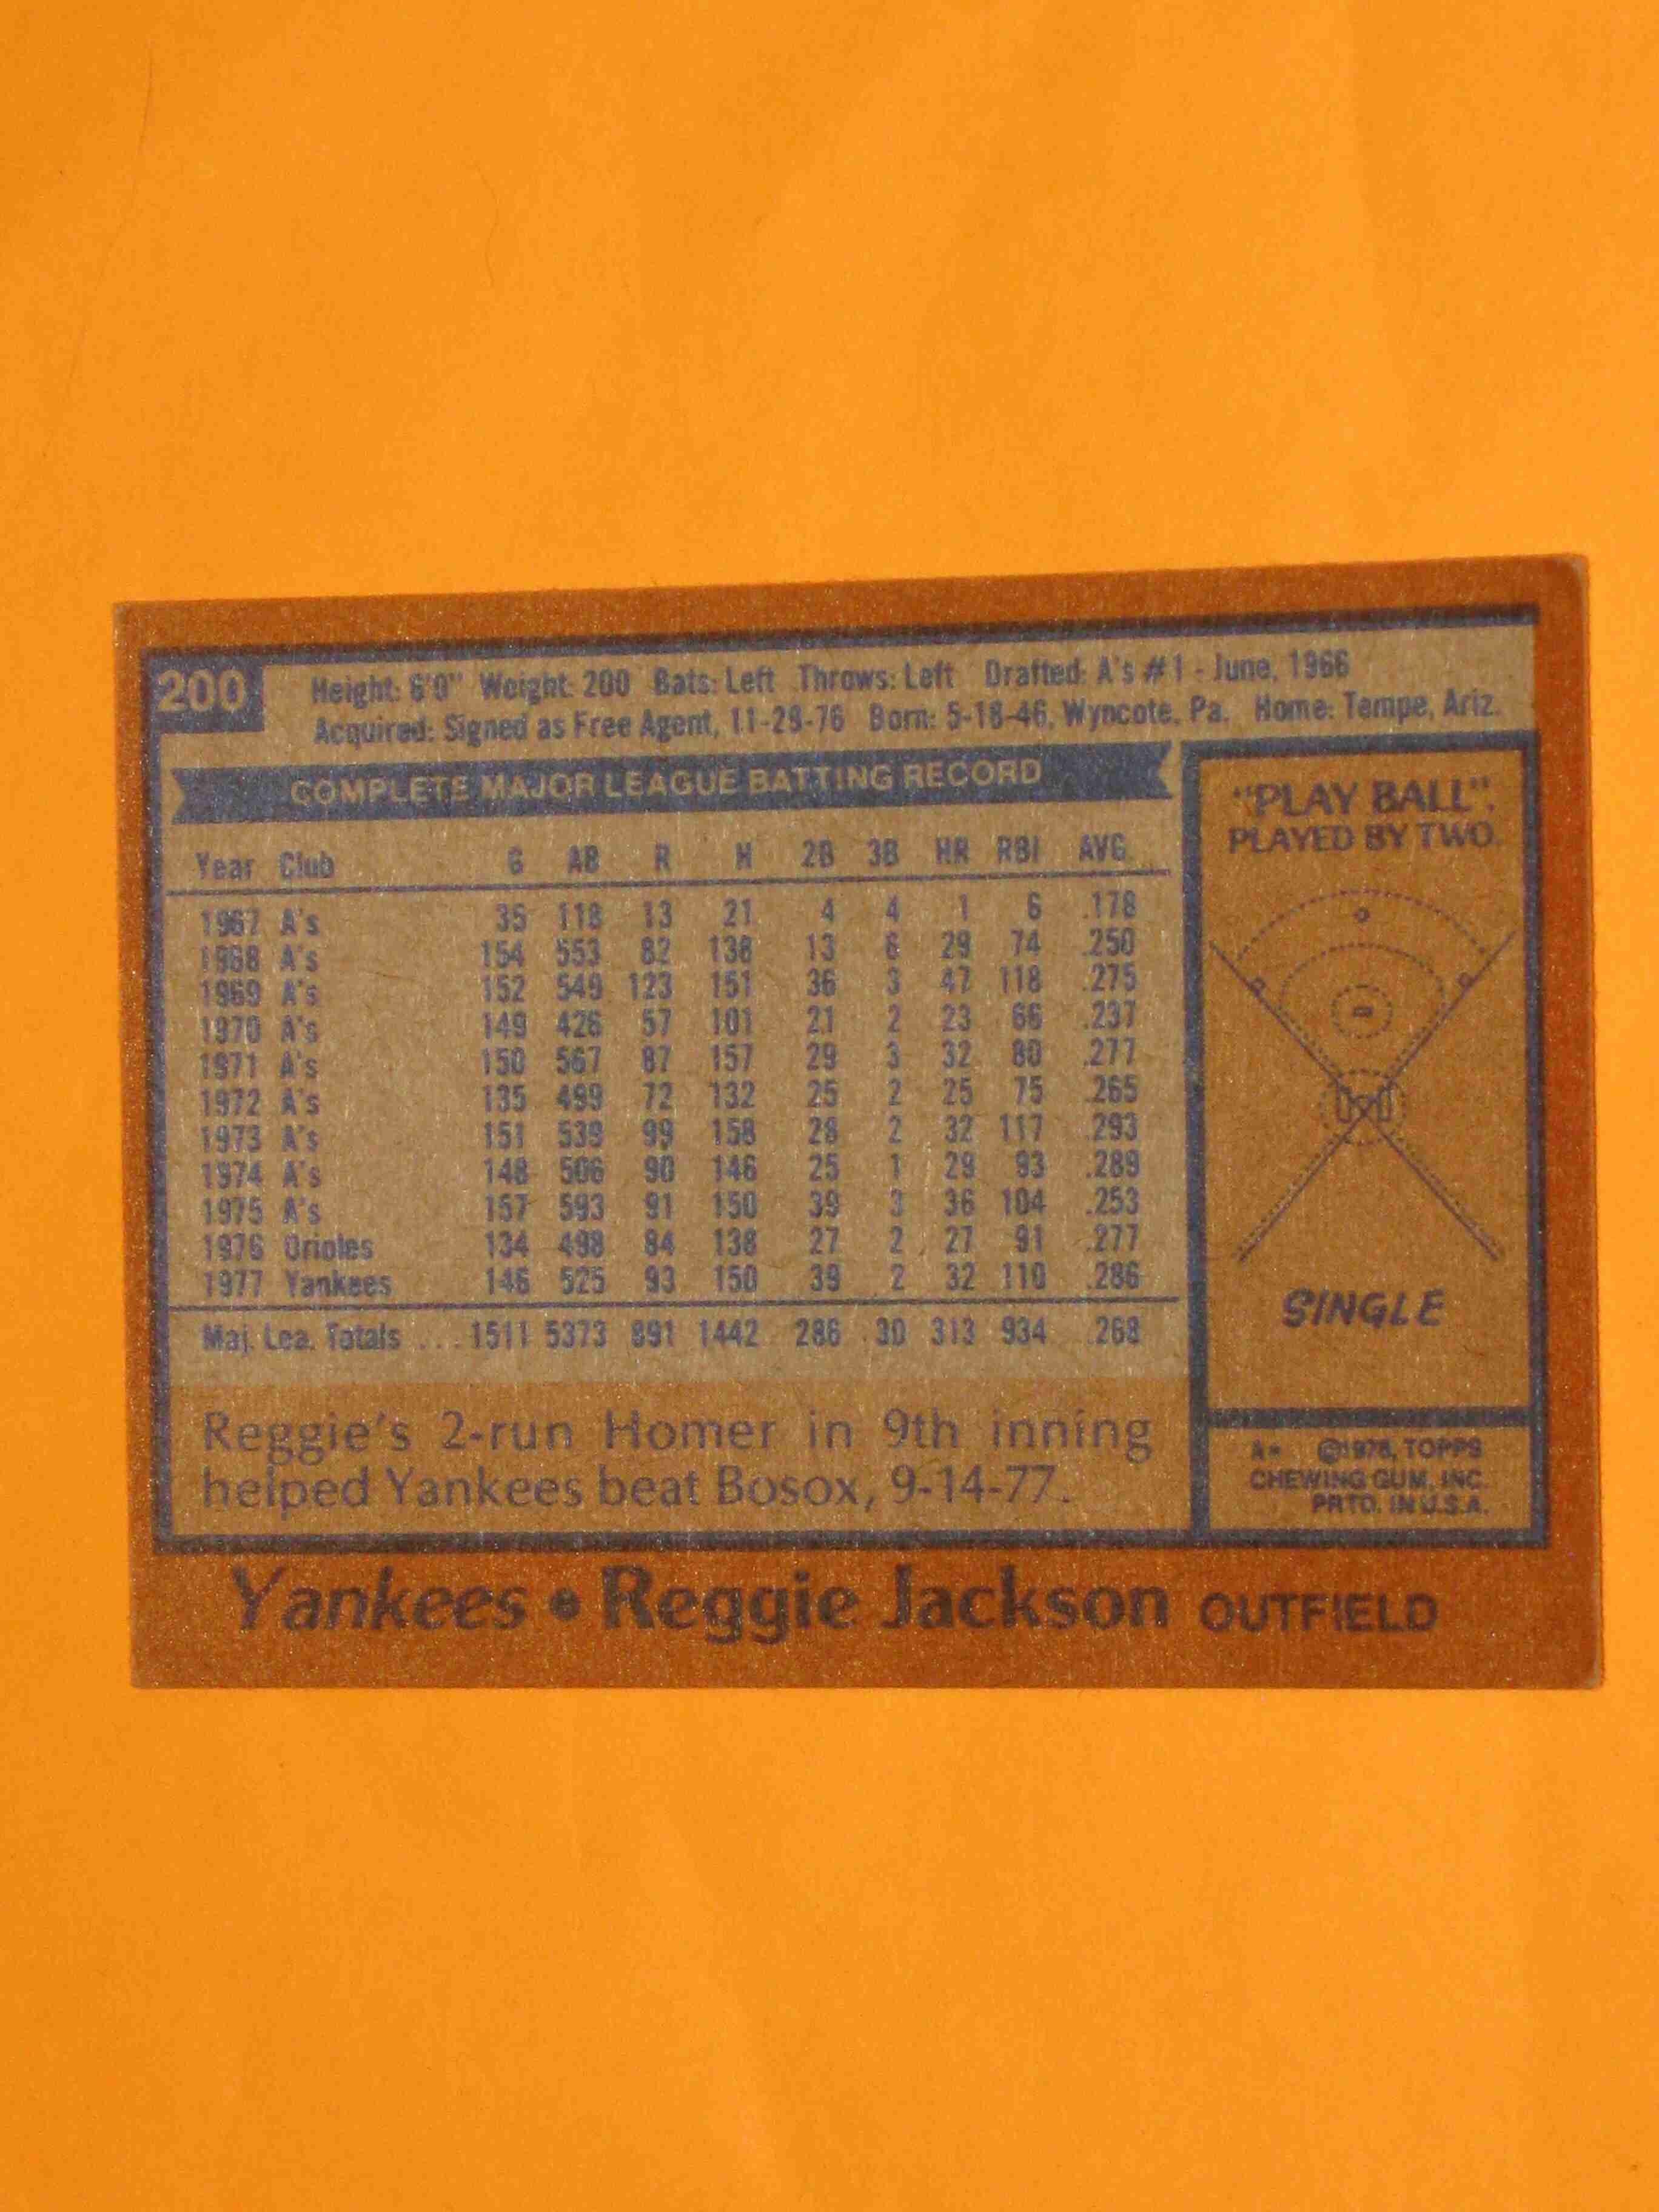 200
Height: 6'0" Weight: 200 Bats: Left Throws: Left Drafted: A's #1 - June, 1966
Acquired: Signed as Free Agent, 11-29-76 Born: 5-18-46, Wyncote, Pa. Home: Tempe, Ariz.
COMPLETE MAJOR LEAGUE BATTING RECORD
Year Club G AB R H 2B 3B HR RBI AVG.
1967 A's 35 118 13 21 4 4 1 6 .178
1968 A's 154 553 82 138 13 6 29 74 .250
1969 A's 152 549 123 151 36 3 47 118 .275
1970 A's 149 426 57 101 21 2 23 66 .237
1971 A's 150 567 87 157 29 3 32 80 .277
1972 A's 135 499 72 132 25 2 25 75 .265
1973 A's 151 539 99 158 28 2 32 117 .293
1974 A's 148 506 90 146 25 1 29 93 .289
1975 A's 157 593 91 150 39 3 36 104 .253
1976 Orioles 134 498 84 138 27 2 27 91 .277
1977 Yankees 146 525 93 150 39 2 32 110 .286
Maj. Lea. Totals ... 1511 5373 891 1442 286 30 313 934 .268
Reggie's 2-run Homer in 9th inning
helped Yankees beat Bosox, 9-14-77.
"PLAY BALL".
PLAYED BY TWO.
SINGLE
A* ©1978, TOPPS
CHEWING GUM, INC.
PRTD. IN U.S.A.
Yankees • Reggie Jackson OUTFIELD